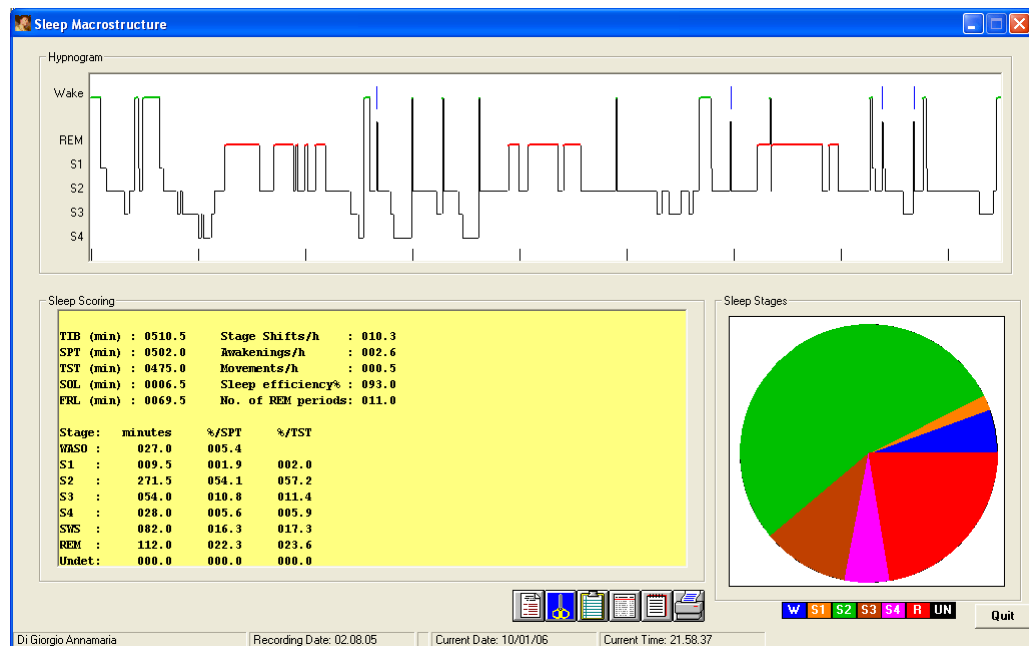 Sleep Macrostructure
Hypnogram
Wake
REM
S1
S2
S3
S4
Sleep Scoring
TIB (min) : 0510.5 Stage Shifts/h : 010.3
SPT (min) : 0502.0 Awakenings/h : 002.6
TST (min) : 0475.0 Movements/h : 000.5
SOL (min) : 0006.5 Sleep efficiency% : 093.0
FRL (min) : 0069.5 No. of REM periods: 011.0
Stage: minutes %/SPT %/TST
WASO : 027.0 005.4
S1 : 009.5 001.9 002.0
S2 : 271.5 054.1 057.2
S3 : 054.0 010.8 011.4
S4 : 028.0 005.6 005.9
SWS : 082.0 016.3 017.3
REM : 112.0 022.3 023.6
Undet: 000.0 000.0 000.0
Sleep Stages
W S1 S2 S3 S4 R UN
Quit
Di Giorgio Annamaria Recording Date: 02.08.05 Current Date: 10/01/06 Current Time: 21.58.37